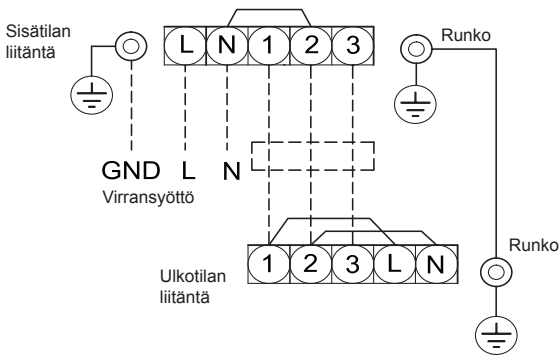 Sisätilan
liitäntä
L N 1 2 3
Runko
GND L N
Virransyöttö
1 2 3 L N
Runko
Ulkotilan
liitäntä